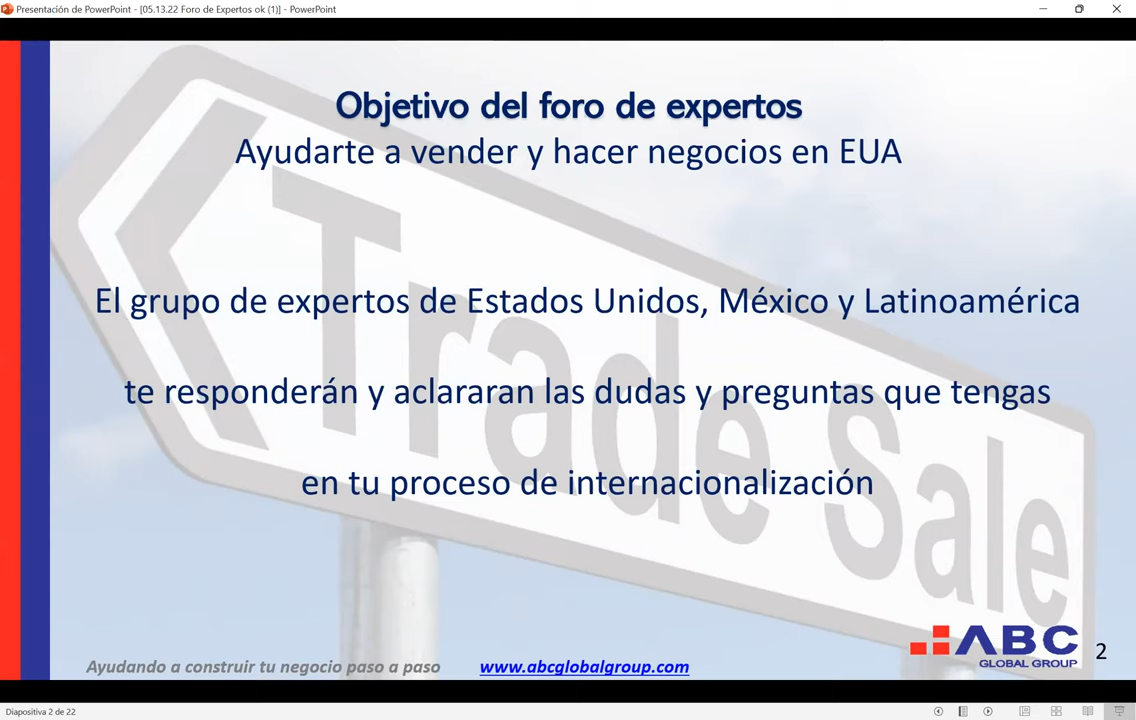 Presentación de PowerPoint - [05.13.22 Foro de Expertos ok (1)] - PowerPoint
Objetivo del foro de expertos
Ayudarte a vender y hacer negocios en EUA
El grupo de expertos de Estados Unidos, México y Latinoamérica
te responderán y aclararan las dudas y preguntas que tengas
en tu proceso de internacionalización
Trade Sale
ABC
GLOBAL GROUP
2
Ayudando a construir tu negocio paso a paso www.abcglobalgroup.com
Diapositiva 2 de 22